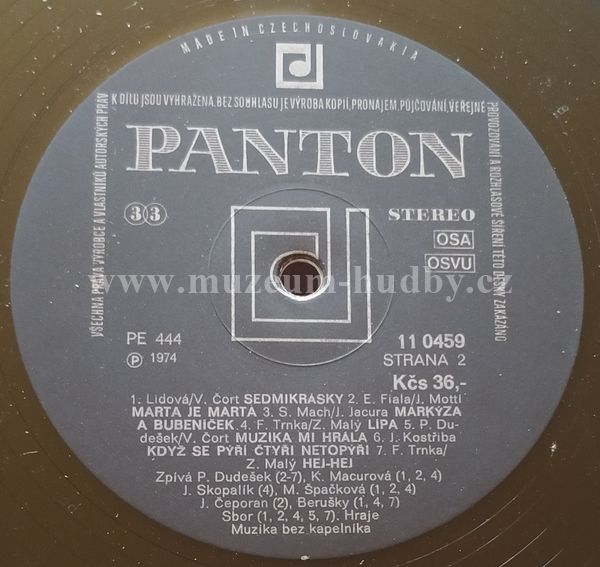 MADE IN CZECHOSLOVAKIA
VŠECHNA PRÁVA VÝROBCE A VLASTNÍKŮ AUTORSKÝCH PRÁV
K DÍLU JSOU VYHRAŽENA. BEZ SOUHLASU JE VÝROBA KOPIÍ, PRONÁJEM, PŮJČOVÁNÍ, VEŘEJNÉ
PROVOZOVÁNÍ A ROZHLASOVÉ ŠÍŘENÍ TÉTO DESKY ZAKÁZÁNO
PANTON
33 STEREO
OSA
OSVU
www.muzeum-hudby.cz
PE 444 11 0459
Ⓟ 1974 STRANA 2
Kčs 36,-
1. Lidová/V. Čort SEDMIKRÁSKY 2. E. Fiala/J. Mottl
MARTA JE MARTA 3. S. Mach/J. Jacura MARKÝZA
A BUBENÍČEK 4. F. Trnka/Z. Malý LÍPA 5. P. Du-
dešek/V. Čort MUZIKA MI HRÁLA 6. J. Kostřiba
KDYŽ SE PÝŘÍ ČTYŘI NETOPÝŘI 7. F. Trnka/
Z. Malý HEJ-HEJ
Zpívá P. Dudešek (2-7), K. Macurová (1, 2, 4)
J. Skopalík (4), M. Špačková (1, 2, 4)
J. Čeporan (2), Berušky (1, 4, 7)
Sbor (1, 2, 4, 5, 7). Hraje
Muzika bez kapelníka